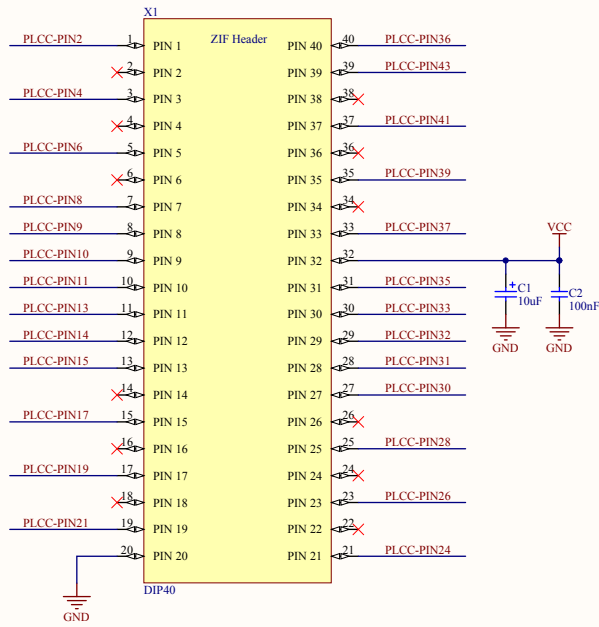 X1
ZIF Header
PLCC-PIN2 1 PIN 1 PIN 40 40 PLCC-PIN36
2 PIN 2 PIN 39 39 PLCC-PIN43
PLCC-PIN4 3 PIN 3 PIN 38 38
4 PIN 4 PIN 37 37 PLCC-PIN41
PLCC-PIN6 5 PIN 5 PIN 36 36
6 PIN 6 PIN 35 35 PLCC-PIN39
PLCC-PIN8 7 PIN 7 PIN 34 34
PLCC-PIN9 8 PIN 8 PIN 33 33 PLCC-PIN37
PLCC-PIN10 9 PIN 9 PIN 32 32
PLCC-PIN11 10 PIN 10 PIN 31 31 PLCC-PIN35
PLCC-PIN13 11 PIN 11 PIN 30 30 PLCC-PIN33
PLCC-PIN14 12 PIN 12 PIN 29 29 PLCC-PIN32
PLCC-PIN15 13 PIN 13 PIN 28 28 PLCC-PIN31
14 PIN 14 PIN 27 27 PLCC-PIN30
PLCC-PIN17 15 PIN 15 PIN 26 26
16 PIN 16 PIN 25 25 PLCC-PIN28
PLCC-PIN19 17 PIN 17 PIN 24 24
18 PIN 18 PIN 23 23 PLCC-PIN26
PLCC-PIN21 19 PIN 19 PIN 22 22
20 PIN 20 PIN 21 21 PLCC-PIN24
DIP40
GND
VCC
+ C1
10uF
C2
100nF
GND
GND